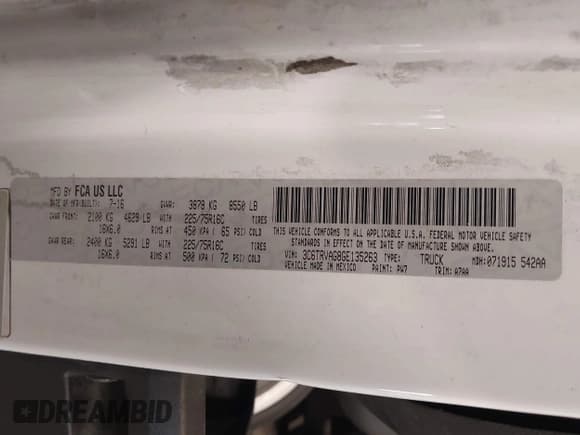 MFD BY FCA US LLC
DATE OF MFR(BUILT): 7-16 GVWR: 3878 KG 8550 LB
GAWR FRONT: 2100 KG 4629 LB WITH 225/75R16C TIRES
16X6.0 RIMS AT 450 KPA( 65 PSI)COLD
GAWR REAR: 2400 KG 5291 LB WITH 225/75R16C TIRES
16X6.0 RIMS AT 500 KPA( 72 PSI)COLD
THIS VEHICLE CONFORMS TO ALL APPLICABLE U.S.A. FEDERAL MOTOR VEHICLE SAFETY
STANDARDS IN EFFECT ON THE DATE OF MANUFACTURE SHOWN ABOVE.
VIN: 3C6TRVAG8GE135263 TYPE: TRUCK MDH: 071915 542AA
VEHICLE MADE IN MEXICO PAINT: PW7 TRIM: A7AA
DREAMBID